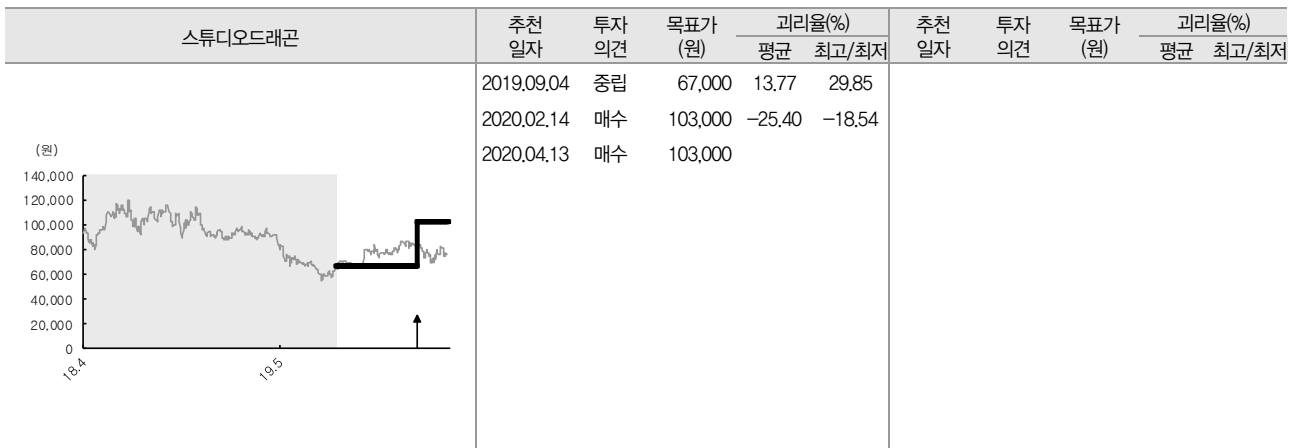 스튜디오드래곤 추천 투자 목표가 괴리율(%) 추천 투자 목표가 괴리율(%)
일자 의견 (원) 평균 최고/최저 일자 의견 (원) 평균 최고/최저
2019.09.04 중립 67,000 13.77 29.85
2020.02.14 매수 103,000 -25.40 -18.54
2020.04.13 매수 103,000
(원)
140,000
120,000
100,000
80,000
60,000
40,000
20,000
0
18.4 19.5